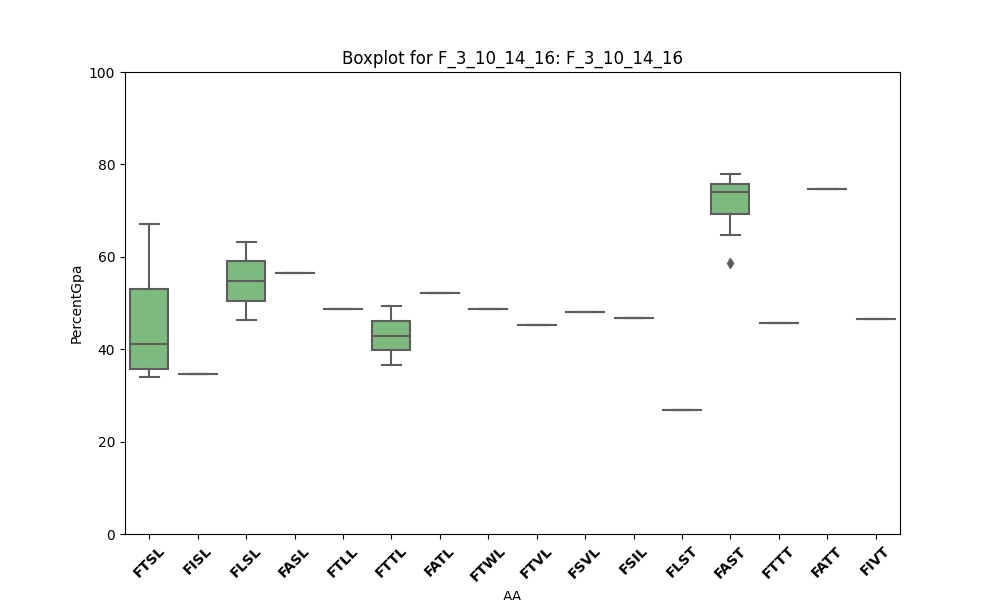 Boxplot for F_3_10_14_16: F_3_10_14_16
100
80
60
40
20
0
PercentGpa
FTSL
FISL
FLSL
FASL
FTLL
FTTL
FATL
FTWL
FTVL
FSVL
FSIL
FLST
FAST
FTTT
FATT
FIVT
AA